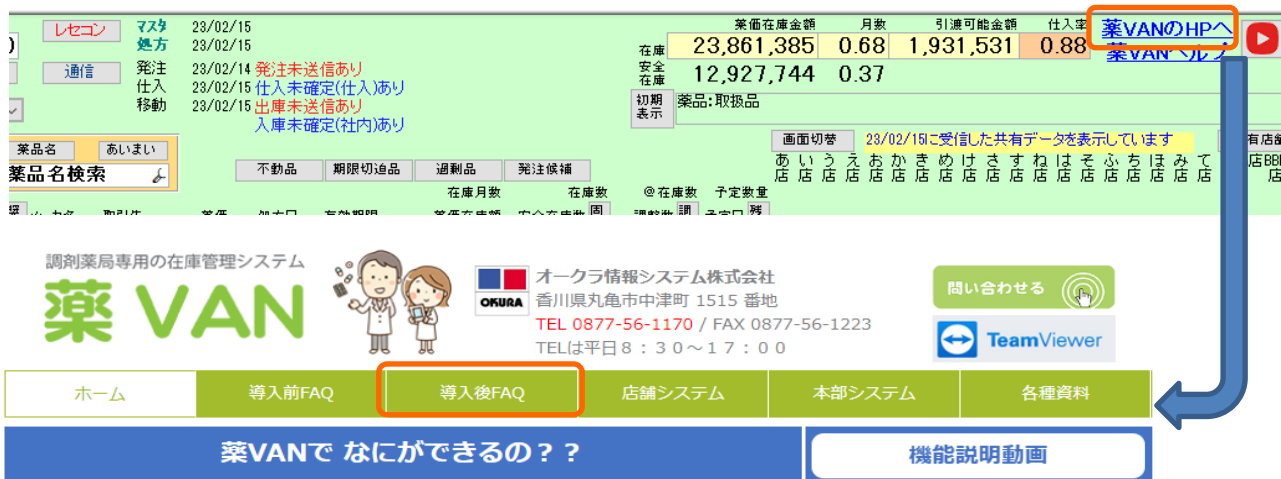 レセコン マスタ 23/02/15
処方 23/02/15
通信 発注 23/02/14 発注未送信あり
仕入 23/02/15 仕入未確定(仕入)あり
移動 23/02/15 出庫未送信あり
入庫未確定(社内)あり
薬価在庫金額 月数 引渡可能金額 仕入率
在庫 23,861,385 0.68 1,931,531 0.88
安全在庫 12,927,744 0.37
薬VANのHPへ
薬VANヘルプ
初期表示 薬品:取扱品
画面切替 23/02/15に受信した共有データを表示しています
薬品名 あいまい
薬品名検索
不動品 期限切迫品 過剰品 発注候補
あ店 い店 う店 え店 お店 か店 き店 め店 け店 さ店 す店 ね店 は店 そ店 ふ店 ち店 ほ店 み店 て店
在庫月数 在庫数 @在庫数 予定数量
調剤薬局専用の在庫管理システム
薬VAN
OKURA
オークラ情報システム株式会社
香川県丸亀市中津町 1515 番地
TEL 0877-56-1170 / FAX 0877-56-1223
TELは平日8:30~17:00
問い合わせる
TeamViewer
ホーム 導入前FAQ 導入後FAQ 店舗システム 本部システム 各種資料
薬VANで なにができるの??
機能説明動画